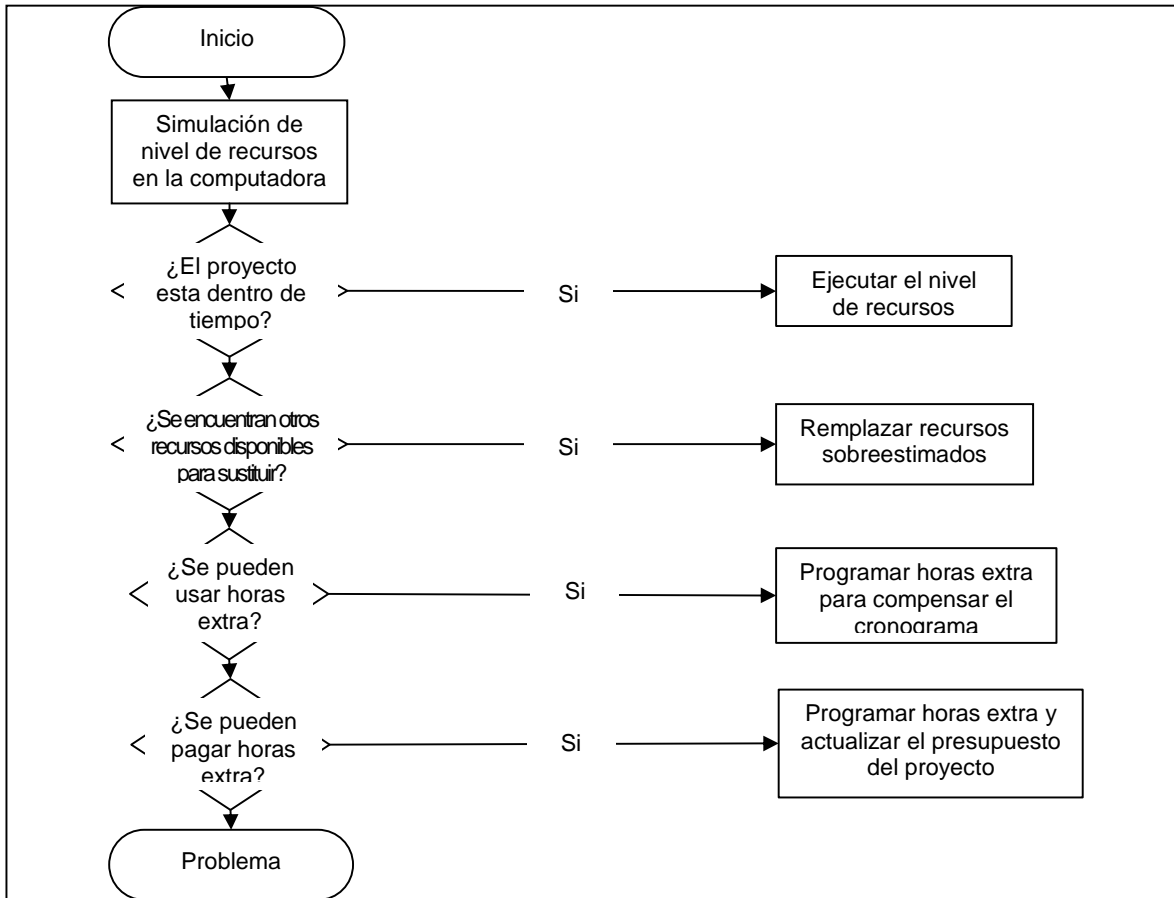 Inicio
Simulación de
nivel de recursos
en la computadora
¿El proyecto
esta dentro de
tiempo?
Si
Ejecutar el nivel
de recursos
¿Se encuentran otros
recursos disponibles
para sustituir?
Si
Remplazar recursos
sobreestimados
¿Se pueden
usar horas
extra?
Si
Programar horas extra
para compensar el
cronograma
¿Se pueden
pagar horas
extra?
Si
Programar horas extra y
actualizar el presupuesto
del proyecto
Problema